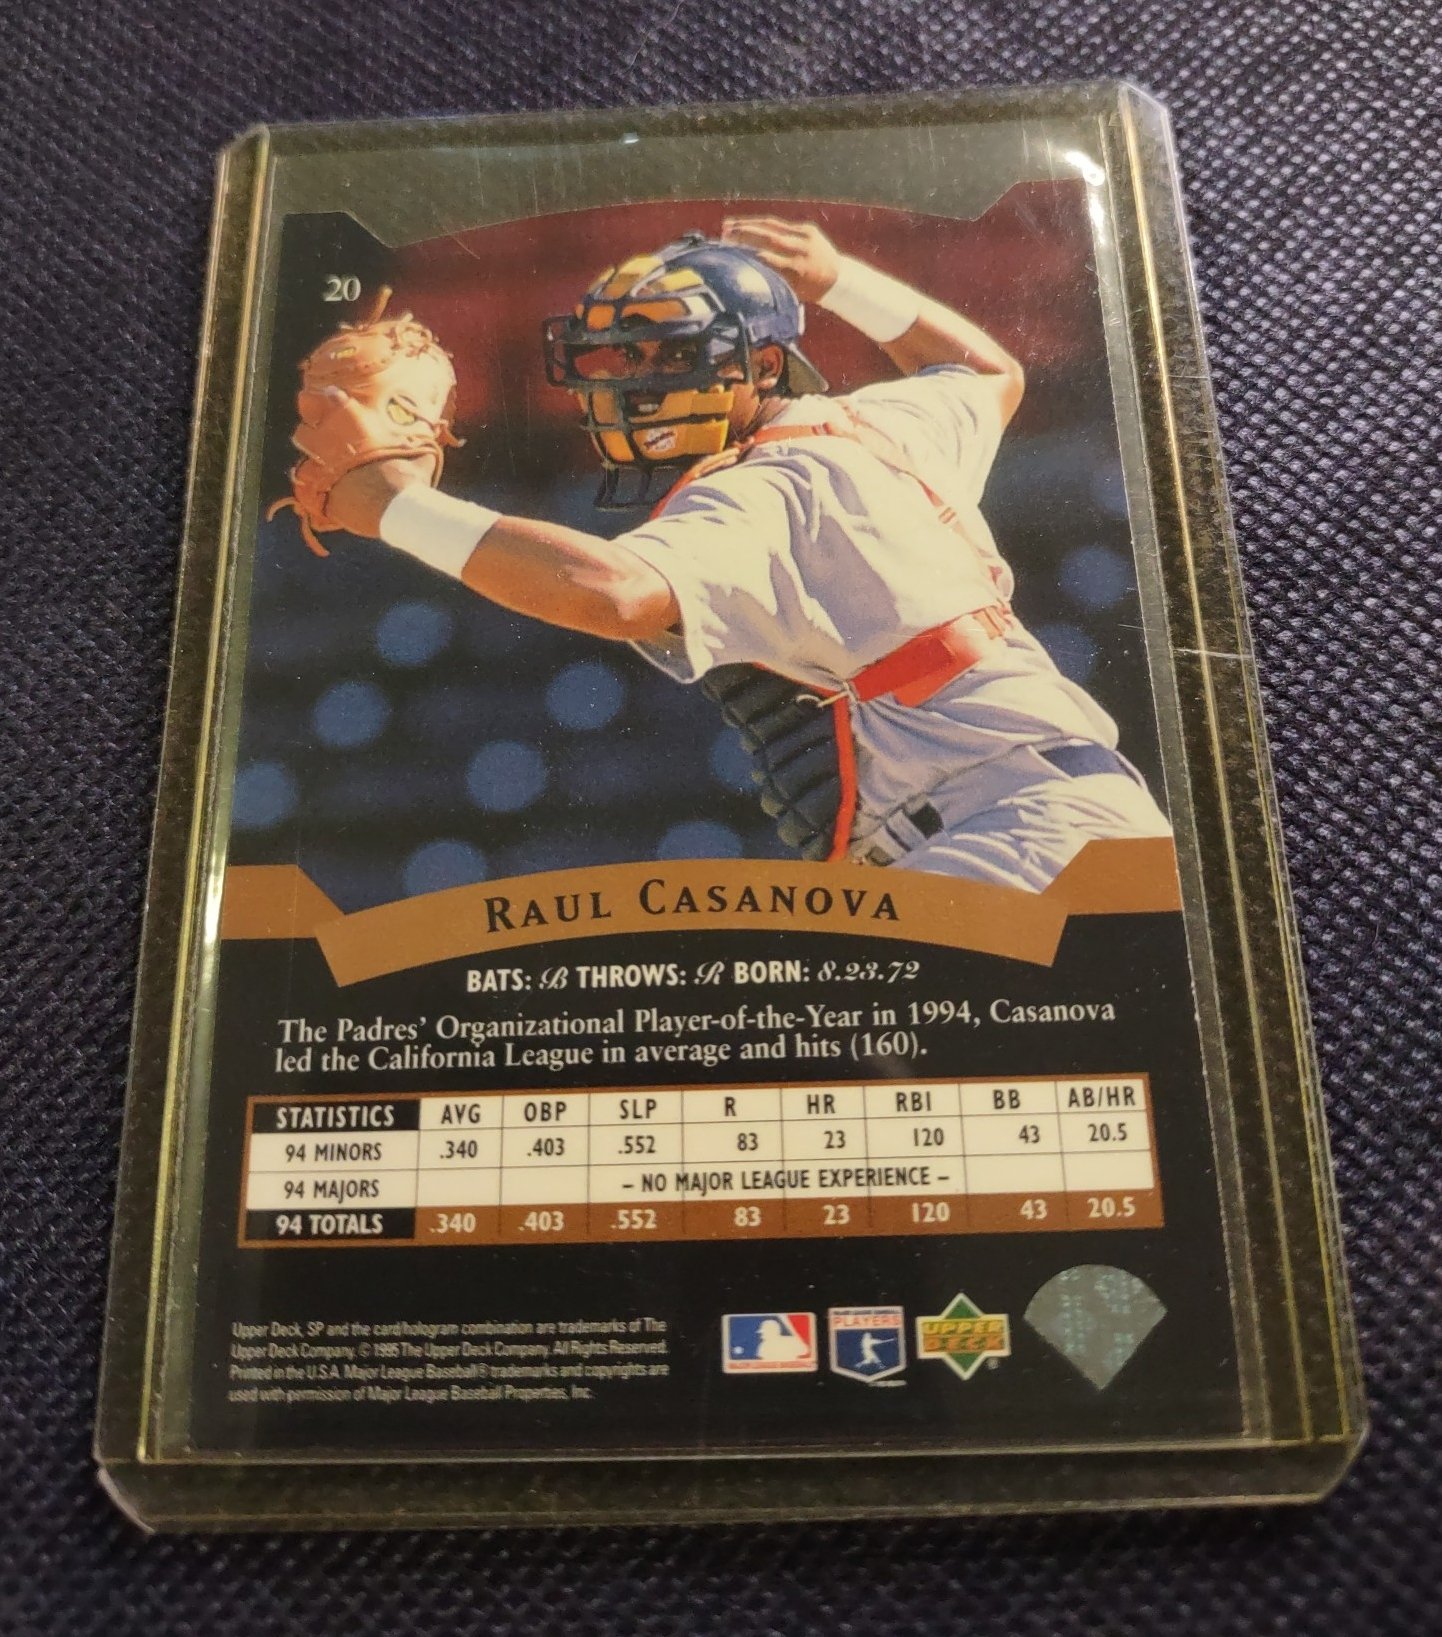 20
RAUL CASANOVA
BATS: B THROWS: R BORN: 8.23.72
The Padres' Organizational Player-of-the-Year in 1994, Casanova
led the California League in average and hits (160).
STATISTICS AVG OBP SLP R HR RBI BB AB/HR
94 MINORS .340 .403 .552 83 23 120 43 20.5
94 MAJORS – NO MAJOR LEAGUE EXPERIENCE –
94 TOTALS .340 .403 .552 83 23 120 43 20.5
Upper Deck, SP and the card/hologram combination are trademarks of The
Upper Deck Company. © 1995 The Upper Deck Company. All Rights Reserved.
Printed in the U.S.A. Major League Baseball® trademarks and copyrights are
used with permission of Major League Baseball Properties, Inc.
MAJOR LEAGUE BASEBALL
PLAYERS
UPPER
DECK
®